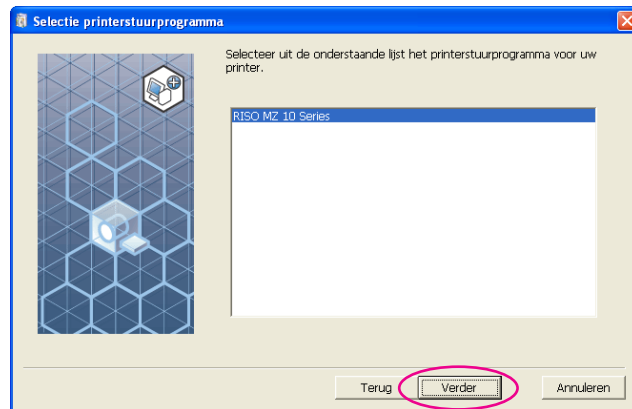 Selectie printerstuurprogramma
Selecteer uit de onderstaande lijst het printerstuurprogramma voor uw
printer.
RISO MZ 10 Series
Terug
Verder
Annuleren